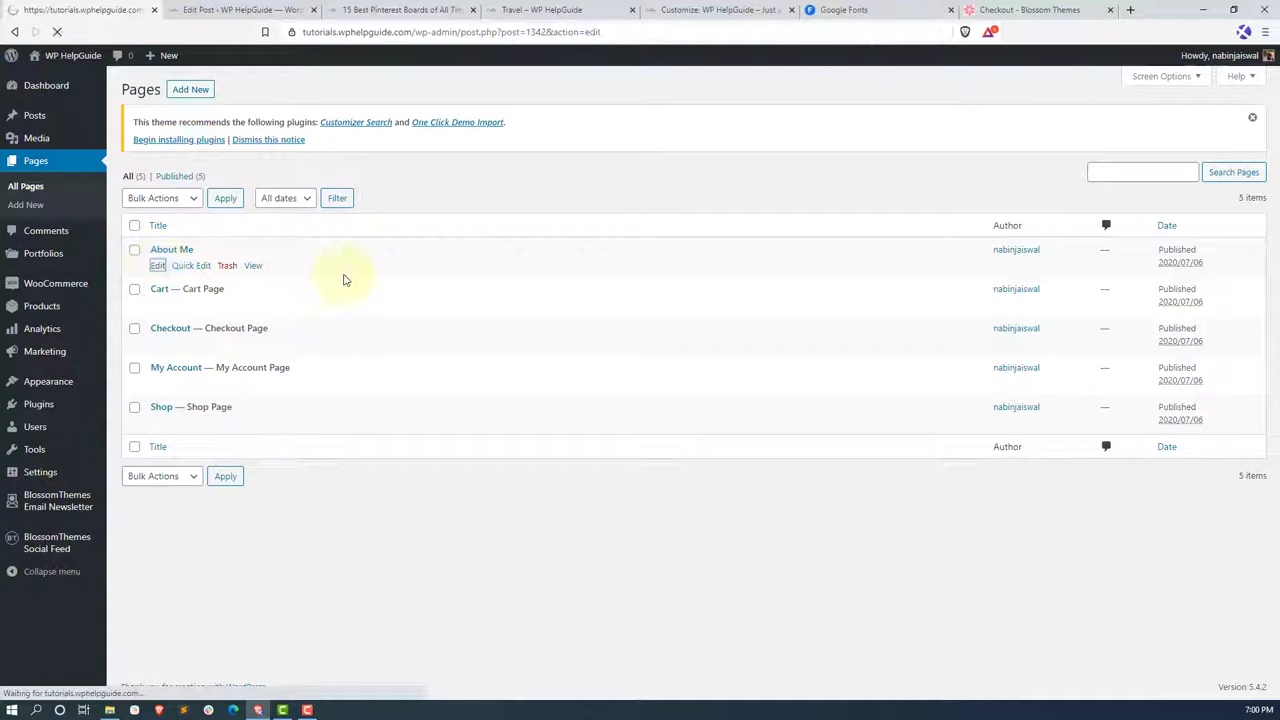 https://tutorials.wphelpguide.com/
Edit Post ‹ WP HelpGuide — Wor
15 Best Pinterest Boards of All Tim
Travel – WP HelpGuide
Customize: WP HelpGuide – Just a
Google Fonts
Checkout - Blossom Themes
tutorials.wphelpguide.com/wp-admin/post.php?post=1342&action=edit
WP HelpGuide
0
New
Howdy, nabinjaiswal
Screen Options
Help
Dashboard
Posts
Media
Pages
All Pages
Add New
Comments
Portfolios
WooCommerce
Products
Analytics
Marketing
Appearance
Plugins
Users
Tools
Settings
BlossomThemes
Email Newsletter
BlossomThemes
Social Feed
Collapse menu
Pages
Add New
This theme recommends the following plugins: Customizer Search and One Click Demo Import.
Begin installing plugins | Dismiss this notice
All (5) | Published (5)
Search Pages
Bulk Actions
Apply
All dates
Filter
5 items
Title
Author
Date
About Me
Edit Quick Edit Trash View
nabinjaiswal
—
Published
2020/07/06
Cart — Cart Page
nabinjaiswal
—
Published
2020/07/06
Checkout — Checkout Page
nabinjaiswal
—
Published
2020/07/06
My Account — My Account Page
nabinjaiswal
—
Published
2020/07/06
Shop — Shop Page
nabinjaiswal
—
Published
2020/07/06
Title
Author
Date
Bulk Actions
Apply
5 items
Thank you for creating with WordPress.
Version 5.4.2
Waiting for tutorials.wphelpguide.com...
7:00 PM